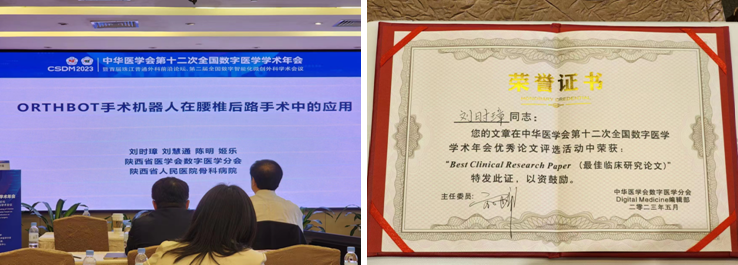 CSDM2023
中华医学会第十二次全国数字医学学术年会
ORTHBOT手术机器人在腰椎后路手术中的应用
刘时璋 刘慧通 陈明 姬乐
陕西省医学会数字医学分会
陕西省人民医院骨科病院
荣誉证书
刘时璋同志:
您的文章在中华医学会第十二次全国数字医学
学术年会优秀论文评选活动中荣获:
“Best Clinical Research Paper (最佳临床研究论文)”
特发此证,以资鼓励。
主任委员:
中华医学会数字医学分会
Digital Medicine编辑部
二〇二三年五月